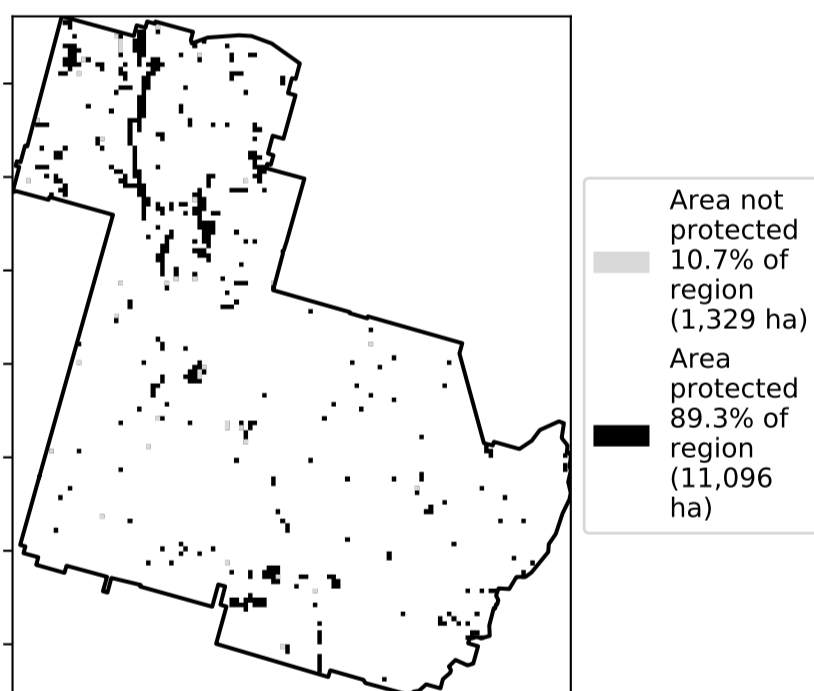 Area not
protected
10.7% of
region
(1,329 ha)
Area
protected
89.3% of
region
(11,096
ha)